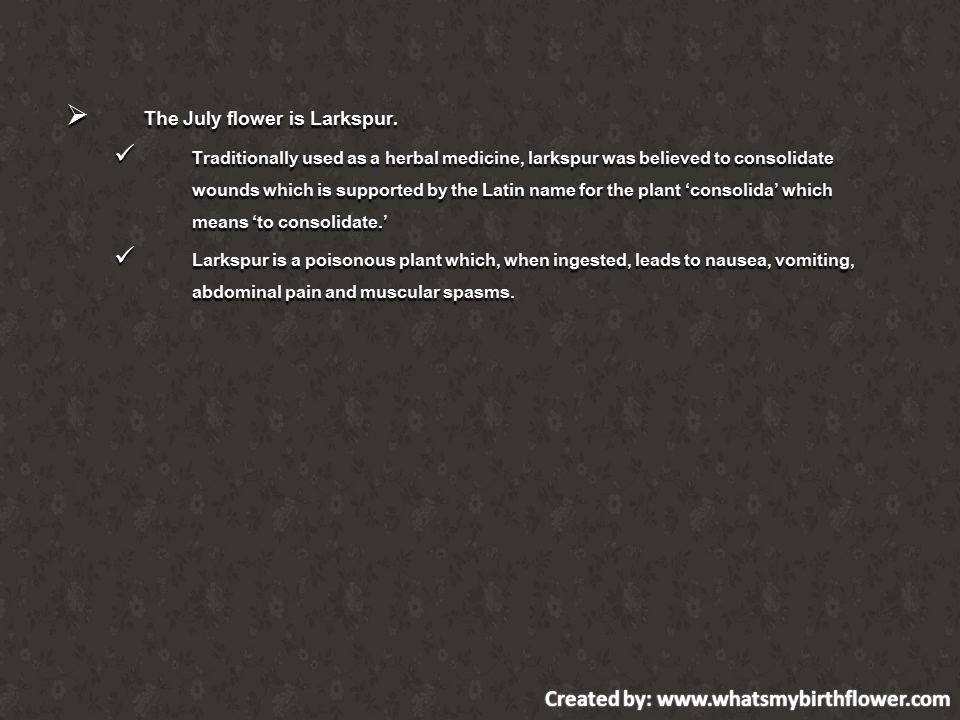 The July flower is Larkspur.
Traditionally used as a herbal medicine, larkspur was believed to consolidate
wounds which is supported by the Latin name for the plant ‘consolida’ which
means ‘to consolidate.’
Larkspur is a poisonous plant which, when ingested, leads to nausea, vomiting,
abdominal pain and muscular spasms.
Created by: www.whatsmybirthflower.com